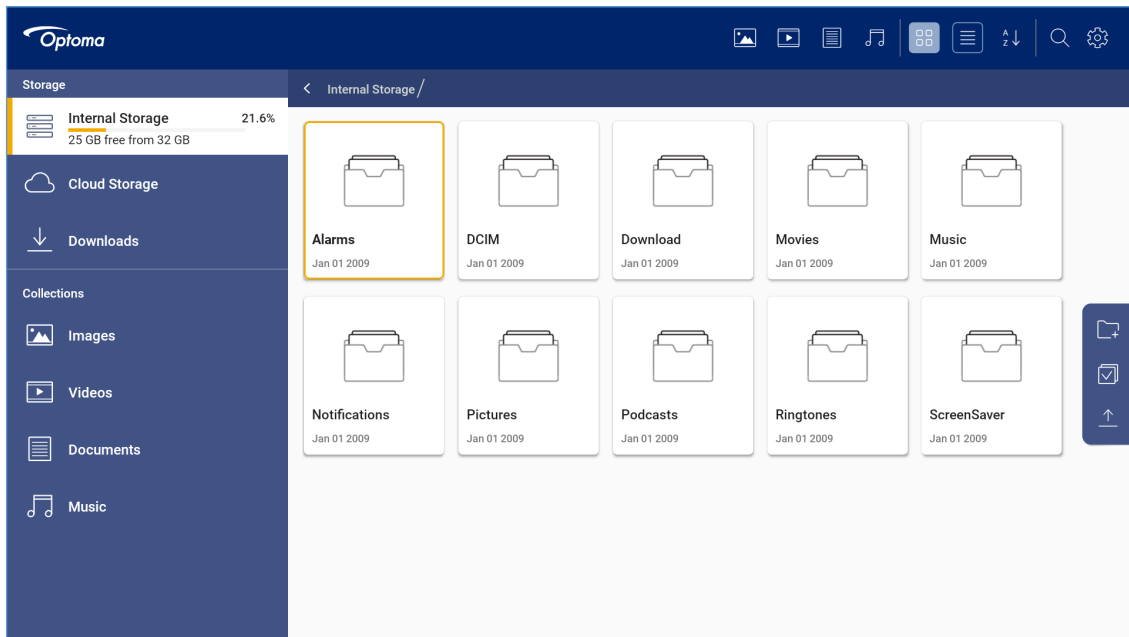 Optoma
A
Z
Storage
Internal Storage 21.6%
25 GB free from 32 GB
Cloud Storage
Downloads
Collections
Images
Videos
Documents
Music
Internal Storage /
Alarms
Jan 01 2009
DCIM
Jan 01 2009
Download
Jan 01 2009
Movies
Jan 01 2009
Music
Jan 01 2009
Notifications
Jan 01 2009
Pictures
Jan 01 2009
Podcasts
Jan 01 2009
Ringtones
Jan 01 2009
ScreenSaver
Jan 01 2009